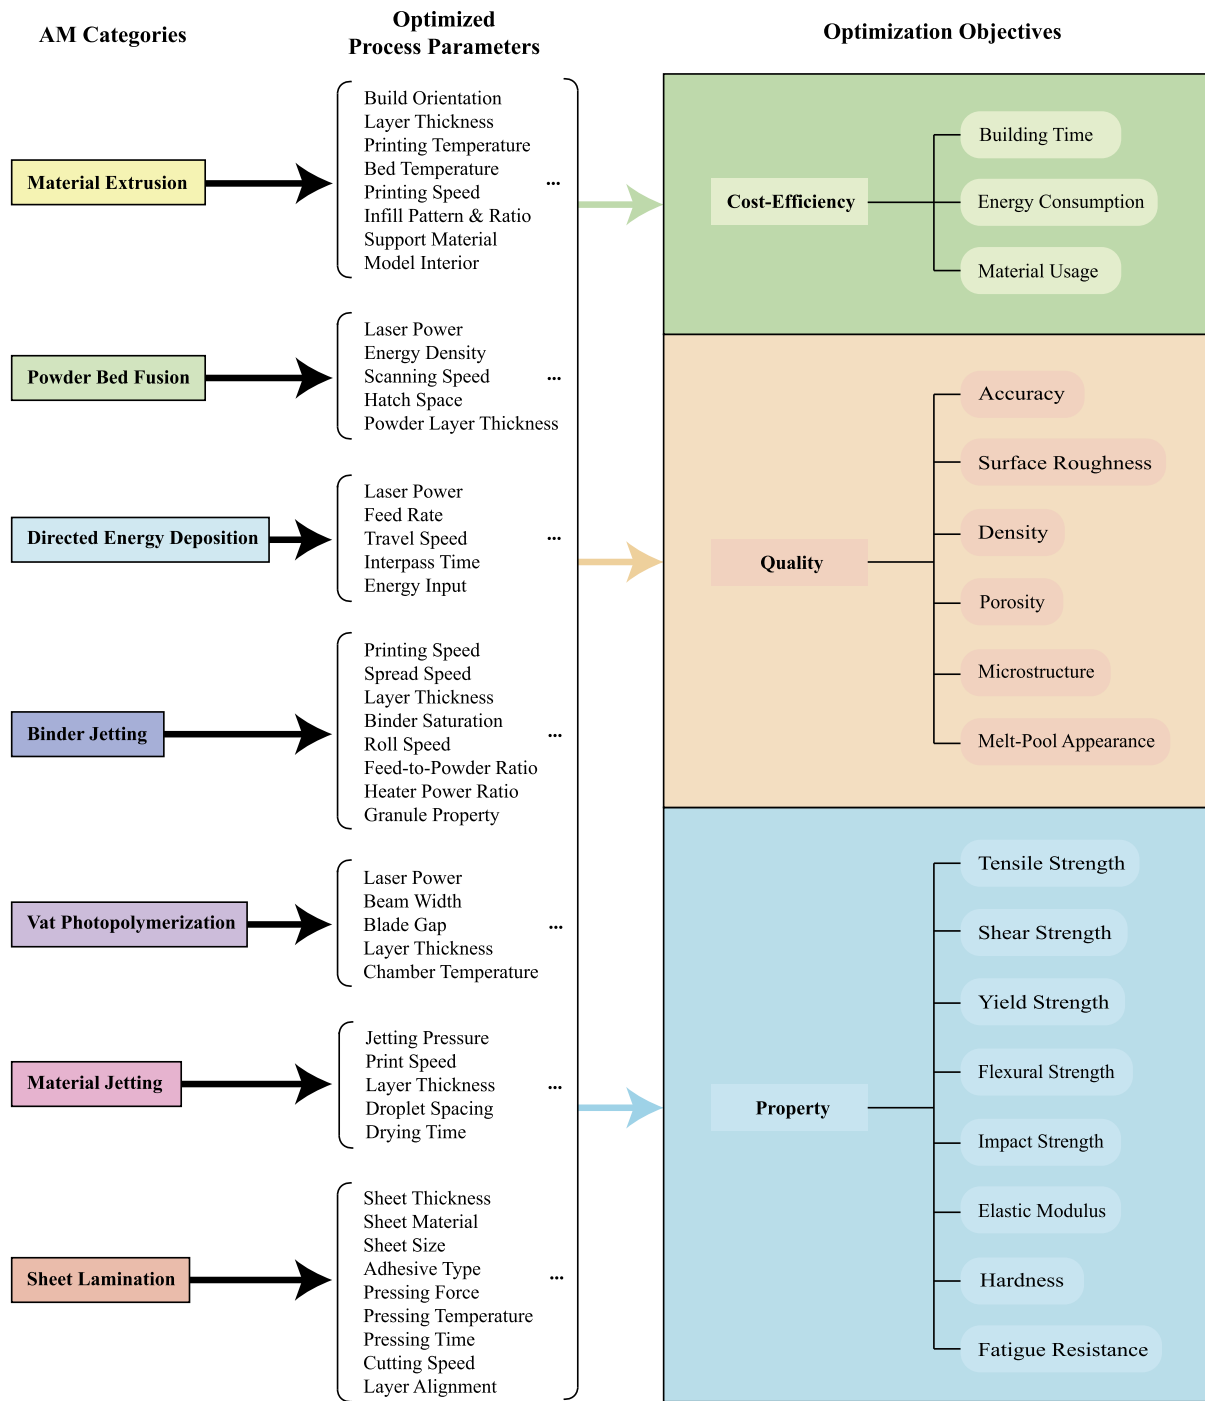 AM Categories
Optimized
Process Parameters
Optimization Objectives
Material Extrusion
Build Orientation
Layer Thickness
Printing Temperature
Bed Temperature
Printing Speed
Infill Pattern & Ratio
Support Material
Model Interior
...
Powder Bed Fusion
Laser Power
Energy Density
Scanning Speed
Hatch Space
Powder Layer Thickness
...
Directed Energy Deposition
Laser Power
Feed Rate
Travel Speed
Interpass Time
Energy Input
...
Binder Jetting
Printing Speed
Spread Speed
Layer Thickness
Binder Saturation
Roll Speed
Feed-to-Powder Ratio
Heater Power Ratio
Granule Property
...
Vat Photopolymerization
Laser Power
Beam Width
Blade Gap
Layer Thickness
Chamber Temperature
...
Material Jetting
Jetting Pressure
Print Speed
Layer Thickness
Droplet Spacing
Drying Time
...
Sheet Lamination
Sheet Thickness
Sheet Material
Sheet Size
Adhesive Type
Pressing Force
Pressing Temperature
Pressing Time
Cutting Speed
Layer Alignment
...
Cost-Efficiency
Building Time
Energy Consumption
Material Usage
Quality
Accuracy
Surface Roughness
Density
Porosity
Microstructure
Melt-Pool Appearance
Property
Tensile Strength
Shear Strength
Yield Strength
Flexural Strength
Impact Strength
Elastic Modulus
Hardness
Fatigue Resistance